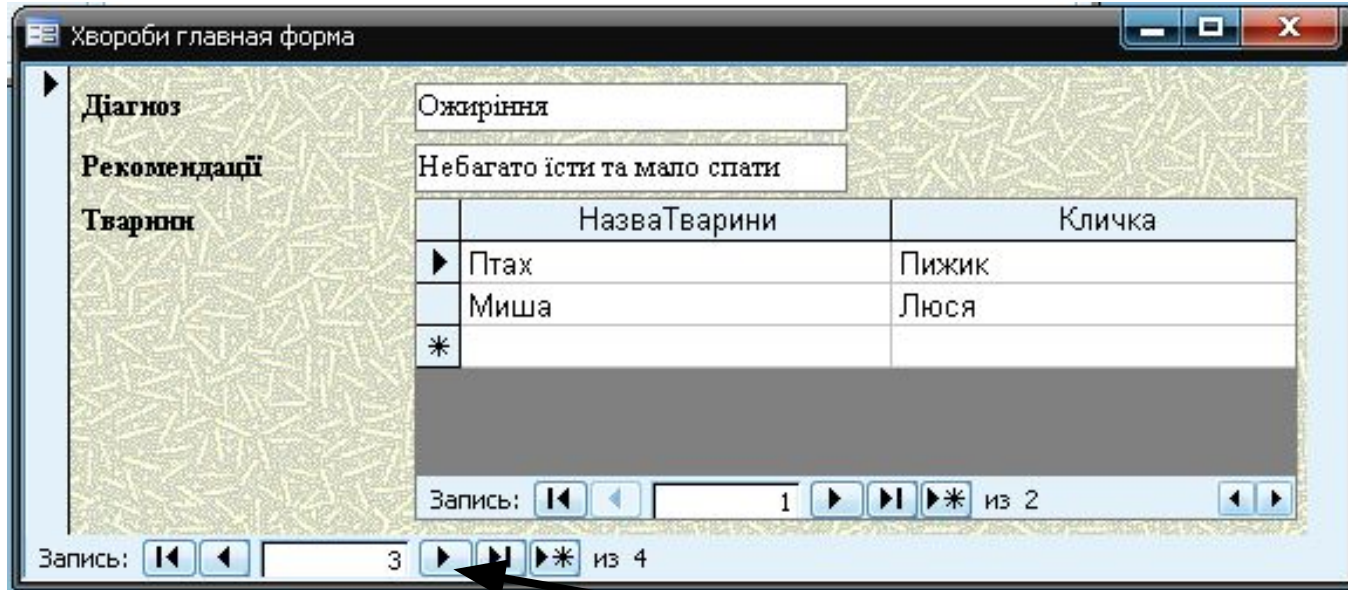 Хвороби главная форма
Діагноз
Ожиріння
Рекомендації
Небагато їсти та мало спати
Тварини
НазваТварини Кличка
Птах Пижик
Миша Люся
Запись: 1 из 2
Запись: 3 из 4